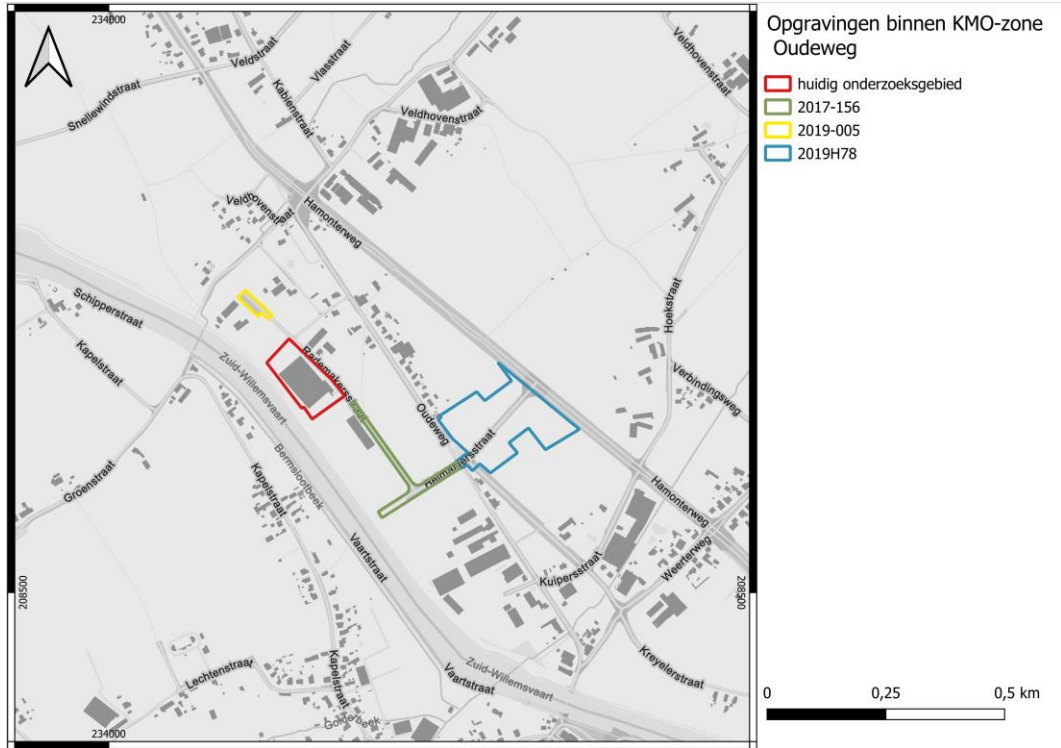 234000
Opgravingen binnen KMO-zone
Oudeweg
huidig onderzoeksgebied
2017-156
2019-005
2019H78
Veldstraat
Vlasstraat
Kablenstraat
Snellewindstraat
Veldhovenstraat
Veldhovenstraat
Veldhovenstraat
Hamonterweg
Schipperstraat
Kapelstraat
Zuid-Willemsvaart
Hoekstraat
Verbindingsweg
Oudeweg
Groenstraat
Bermslootbeek
Kapelstraat
Vaartstraat
Hamonterweg
Weerterweg
Kuipersstraat
208500
208500
Kreyelerstraat
Lechtenstraat
Kapelstraat
Vaartstraat
Zuid-Willemsvaart
234000
0
0,25
0,5 km